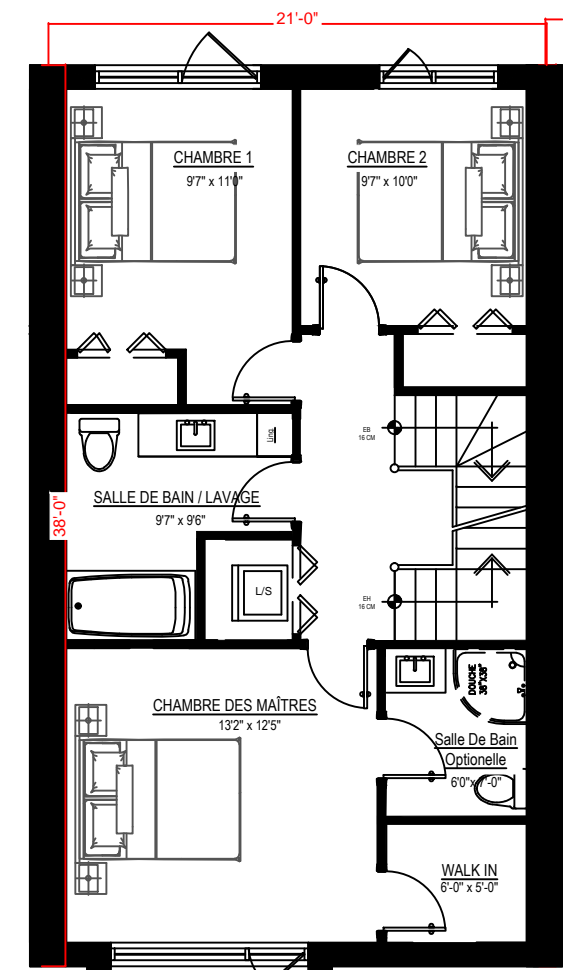 21'-0"
CHAMBRE 1
9'7" x 11'0"
CHAMBRE 2
9'7" x 10'0"
EB
16 CM
Ling.
SALLE DE BAIN / LAVAGE
9'7" x 9'6"
38'-0"
L/S
EH
16 CM
DOUCHE
38"X38"
CHAMBRE DES MAÎTRES
13'2" x 12'5"
Salle De Bain
Optionelle
6'0"x 7'-0"
WALK IN
6'-0" x 5'-0"